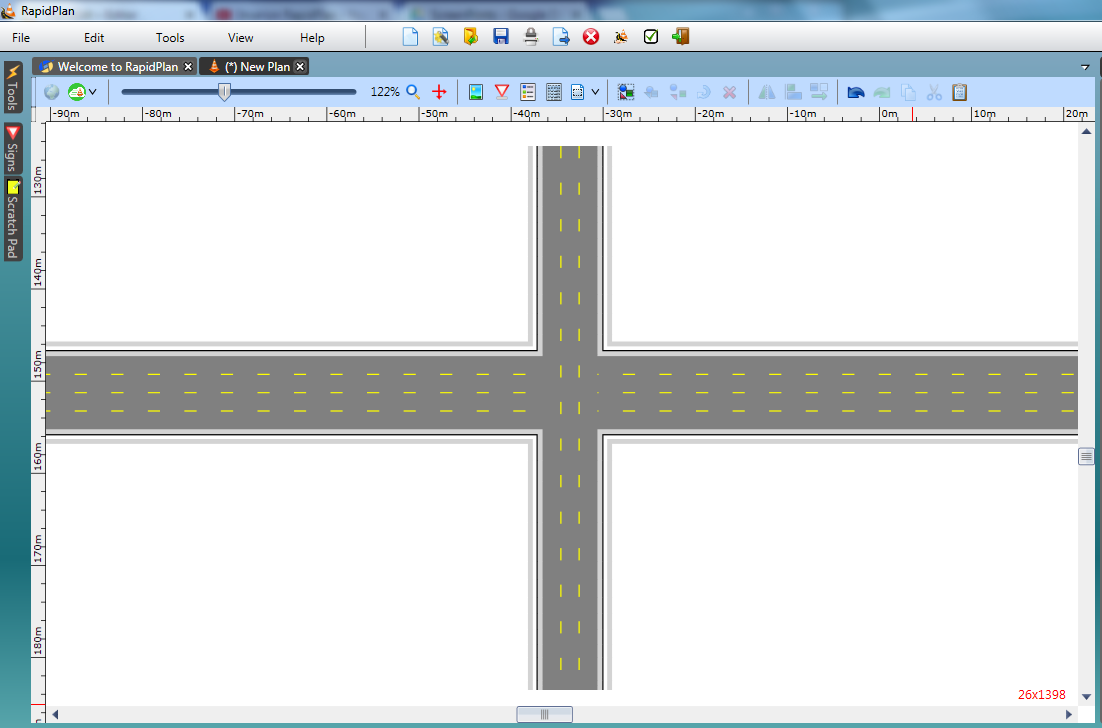 RapidPlan
File Edit Tools View Help
Welcome to RapidPlan (*) New Plan
122%
-90m -80m -70m -60m -50m -40m -30m -20m -10m 0m 10m 20m
Tools
Signs
Scratch Pad
130m
140m
150m
160m
170m
180m
26x1398